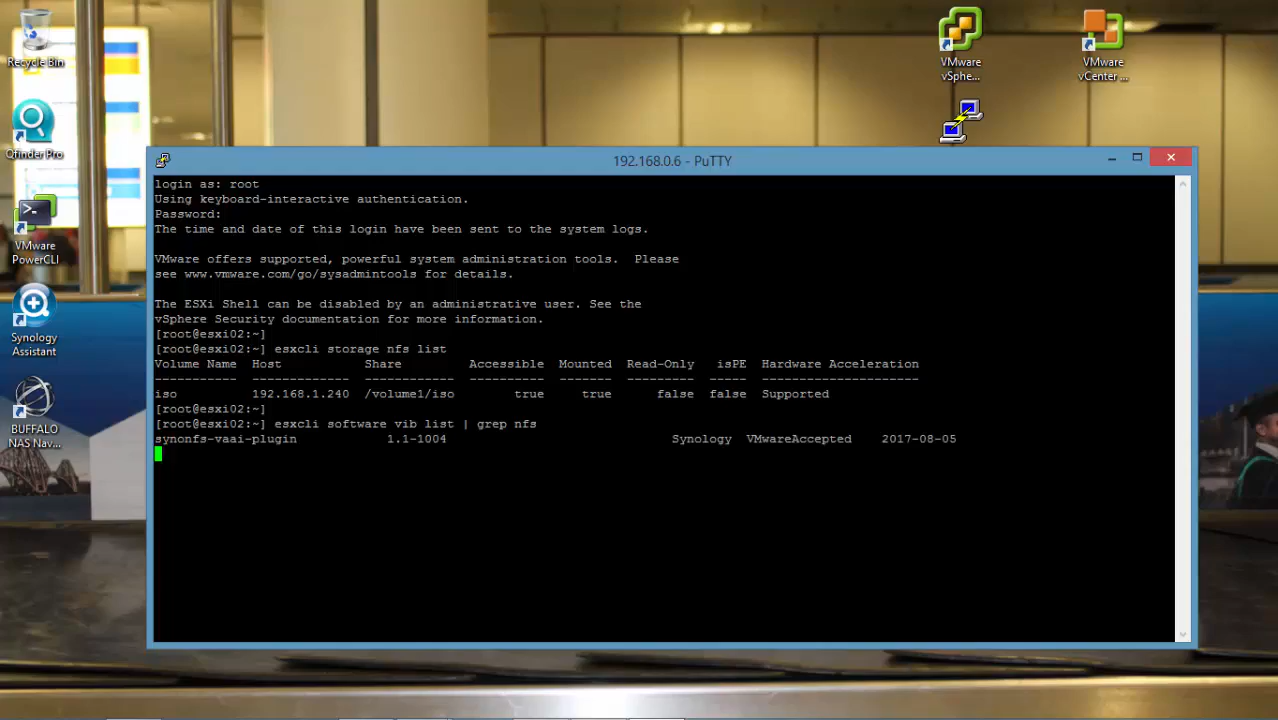 Recycle Bin
Qfinder Pro
VMware
PowerCLI
Synology
Assistant
BUFFALO
NAS Nav...
VMware
vSphe...
VMware
vCenter ...
192.168.0.6 - PuTTY
login as: root
Using keyboard-interactive authentication.
Password:
The time and date of this login have been sent to the system logs.
VMware offers supported, powerful system administration tools.  Please
see www.vmware.com/go/sysadmintools for details.
The ESXi Shell can be disabled by an administrative user. See the
vSphere Security documentation for more information.
[root@esxi02:~]
[root@esxi02:~] esxcli storage nfs list
Volume Name  Host           Share          Accessible  Mounted  Read-Only   isPE  Hardware Acceleration
-----------  -------------  ------------  ----------  -------  ---------  -----  ---------------------
iso          192.168.1.240  /volume1/iso        true     true      false  false  Supported
[root@esxi02:~]
[root@esxi02:~] esxcli software vib list | grep nfs
synonfs-vaai-plugin            1.1-1004                              Synology  VMwareAccepted    2017-08-05